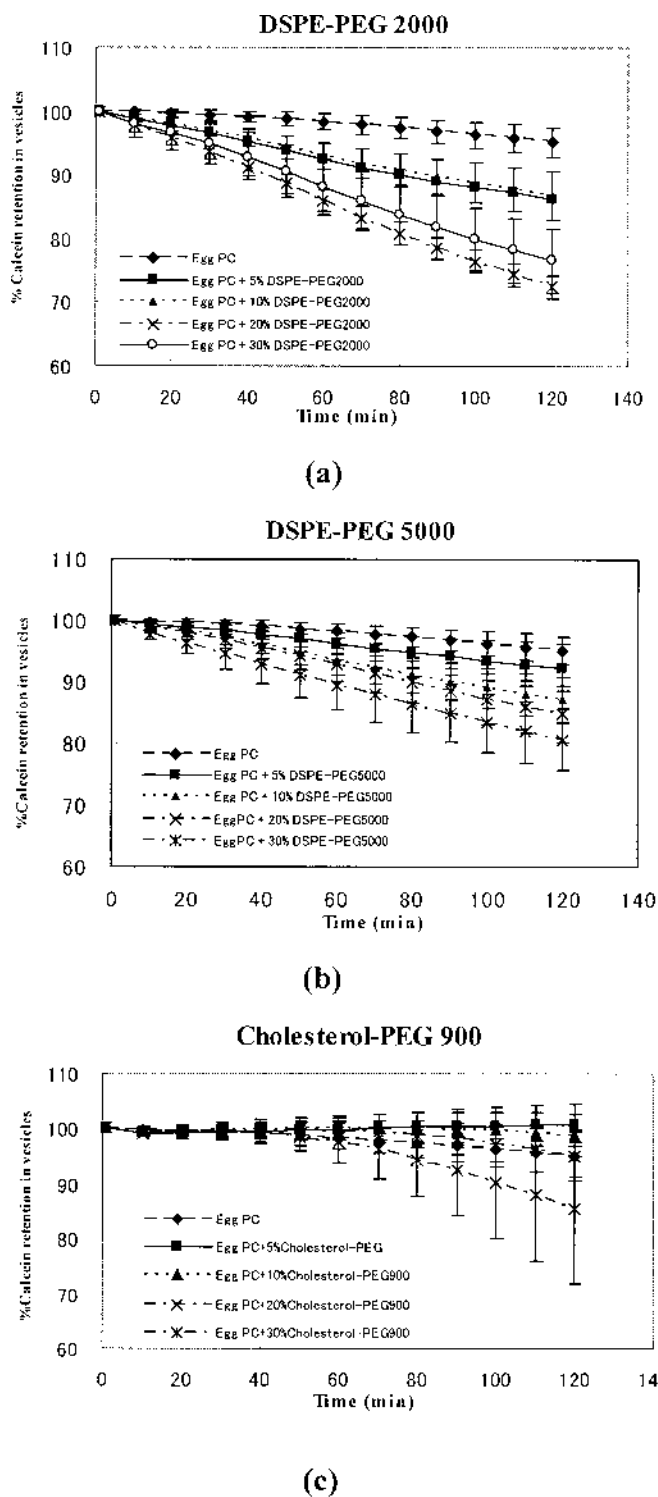 DSPE-PEG 2000
110
100
90
80
70
60
% Calcein retention in vesicles
Egg PC
Egg PC + 5% DSPE-PEG2000
Egg PC + 10% DSPE-PEG2000
Egg PC + 20% DSPE-PEG2000
Egg PC + 30% DSPE-PEG2000
0 20 40 60 80 100 120 140
Time (min)
(a)
DSPE-PEG 5000
110
100
90
80
70
60
%Calcein retention in vesicles
Egg PC
Egg PC + 5% DSPE-PEG5000
Egg PC + 10% DSPE-PEG5000
EggPC + 20% DSPE-PEG5000
EggPC + 30% DSPE-PEG5000
0 20 40 60 80 100 120 140
Time (min)
(b)
Cholesterol-PEG 900
110
100
90
80
70
60
%Calcein retention in vesicles
Egg PC
Egg PC+5%Cholesterol-PEG
Egg PC+10%Cholesterol-PEG900
Egg PC+20%Cholesterol-PEG900
Egg PC+30%Cholesterol-PEG900
0 20 40 60 80 100 120 14
Time (min)
(c)